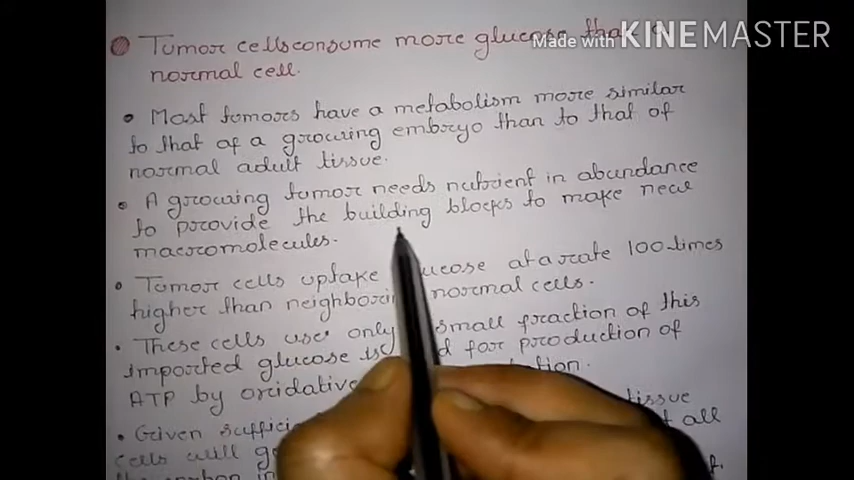 Made with KINEMASTER
Tumor cells consume more glucose than
normal cell.
Most tumors have a metabolism more similar
to that of a growing embryo than to that of
normal adult tissue.
A growing tumor needs nutrient in abundance
to provide the building blocks to make new
macromolecules.
Tumor cells uptake glucose at a rate 100-times
higher than neighboring normal cells.
These cells use only small fraction of this
imported glucose is for production of
ATP by oxidative
Given tissue
cells will all